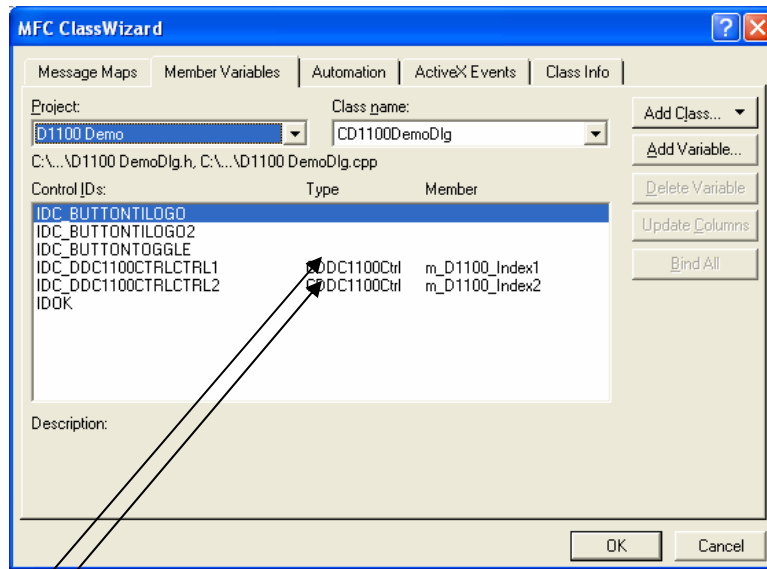 MFC ClassWizard
Message Maps Member Variables Automation ActiveX Events Class Info
Project: Class name:
D1100 Demo CD1100DemoDlg
Add Class...
Add Variable...
C:\...\D1100 DemoDlg.h, C:\...\D1100 DemoDlg.cpp
Control IDs: Type Member
Delete Variable
IDC_BUTTONTILOGO
IDC_BUTTONTILOGO2
Update Columns
IDC_BUTTONTOGGLE
IDC_DDC1100CTRLCTRL1 CDDC1100Ctrl m_D1100_Index1
Bind All
IDC_DDC1100CTRLCTRL2 CDDC1100Ctrl m_D1100_Index2
IDOK
Description:
OK Cancel